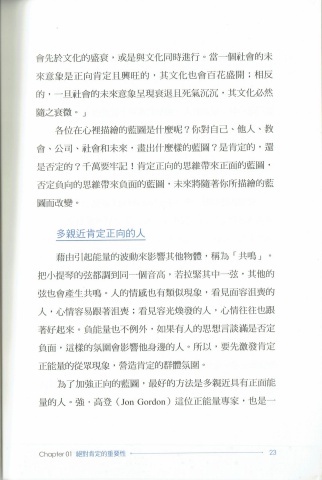 會先於文化的盛衰，或是與文化同時進行。當一個社會的未
來意象是正向肯定且興旺的，其文化也會百花盛開；相反
的，一旦社會的未來意象呈現衰退且死氣沉沉，其文化必然
隨之衰微。」
各位在心裡描繪的藍圖是什麼呢？你對自己、他人、教
會、公司、社會和未來，畫出什麼樣的藍圖？是肯定的，還
是否定的？千萬要牢記！肯定正向的思維帶來正面的藍圖，
否定負向的思維帶來負面的藍圖，未來將隨著你所描繪的藍
圖而改變。
多親近肯定正向的人
藉由引起能量的波動來影響其他物體，稱為「共鳴」。
把小提琴的弦都調到同一個音高，若拉緊其中一弦，其他的
弦也會產生共鳴。人的情感也有類似現象，看見面容沮喪的
人，心情容易跟著沮喪；看見容光煥發的人，心情往往也跟
著好起來。負能量也不例外，如果有人的思想言談滿是否定
負面，這樣的氛圍會影響他身邊的人。所以，要先激發肯定
正能量的從眾現象，營造肯定的群體氛圍。
為了加強正向的藍圖，最好的方法是多親近具有正面能
量的人。強．高登（Jon Gordon）這位正能量專家，也是一
Chapter 01 絕對肯定的重要性 23